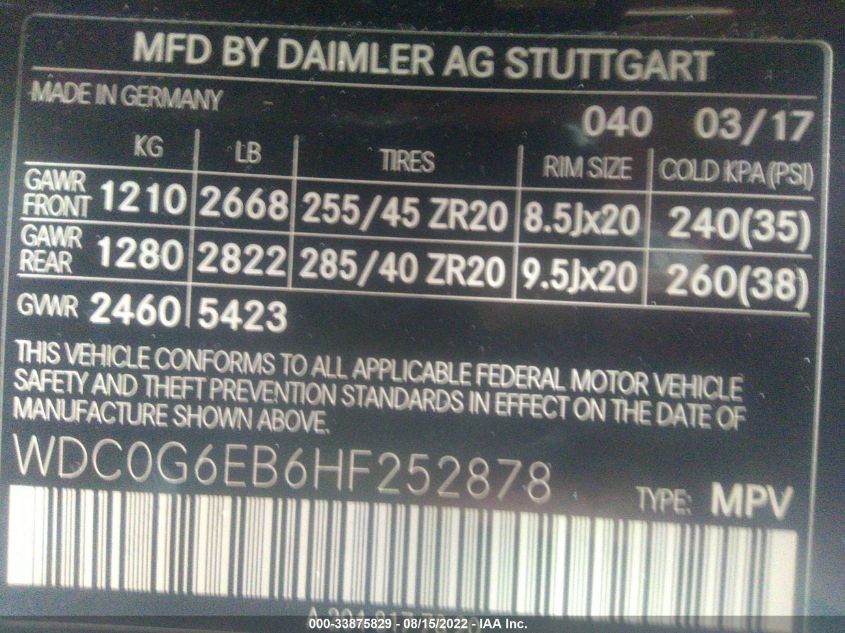 MFD BY DAIMLER AG STUTTGART
MADE IN GERMANY
040 03/17
KG LB TIRES RIM SIZE COLD KPA (PSI)
GAWR FRONT 1210 2668 255/45 ZR20 8.5Jx20 240(35)
GAWR REAR 1280 2822 285/40 ZR20 9.5Jx20 260(38)
GVWR 2460 5423
THIS VEHICLE CONFORMS TO ALL APPLICABLE FEDERAL MOTOR VEHICLE
SAFETY AND THEFT PREVENTION STANDARDS IN EFFECT ON THE DATE OF
MANUFACTURE SHOWN ABOVE.
WDC0G6EB6HF252878
TYPE: MPV
000-33875829 - 08/15/2022 - IAA Inc.